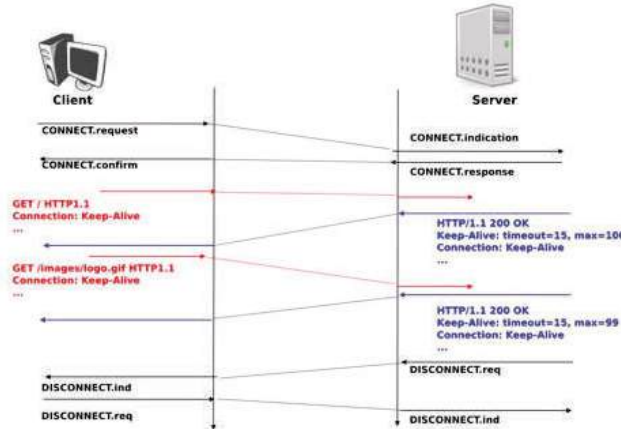 Client
Server
CONNECT.request
CONNECT.indication
CONNECT.confirm
CONNECT.response
GET / HTTP1.1
Connection: Keep-Alive
...
HTTP/1.1 200 OK
Keep-Alive: timeout=15, max=100
Connection: Keep-Alive
...
GET /images/logo.gif HTTP1.1
Connection: Keep-Alive
...
HTTP/1.1 200 OK
Keep-Alive: timeout=15, max=99
Connection: Keep-Alive
...
DISCONNECT.req
DISCONNECT.ind
DISCONNECT.req
DISCONNECT.ind